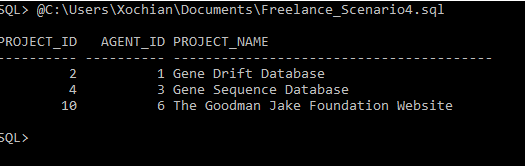 SQL> @C:\Users\Xochian\Documents\Freelance_Scenario4.sql
PROJECT_ID   AGENT_ID PROJECT_NAME
---------- ---------- ----------------------------------------
         2          1 Gene Drift Database
         4          3 Gene Sequence Database
        10          6 The Goodman Jake Foundation Website
SQL>